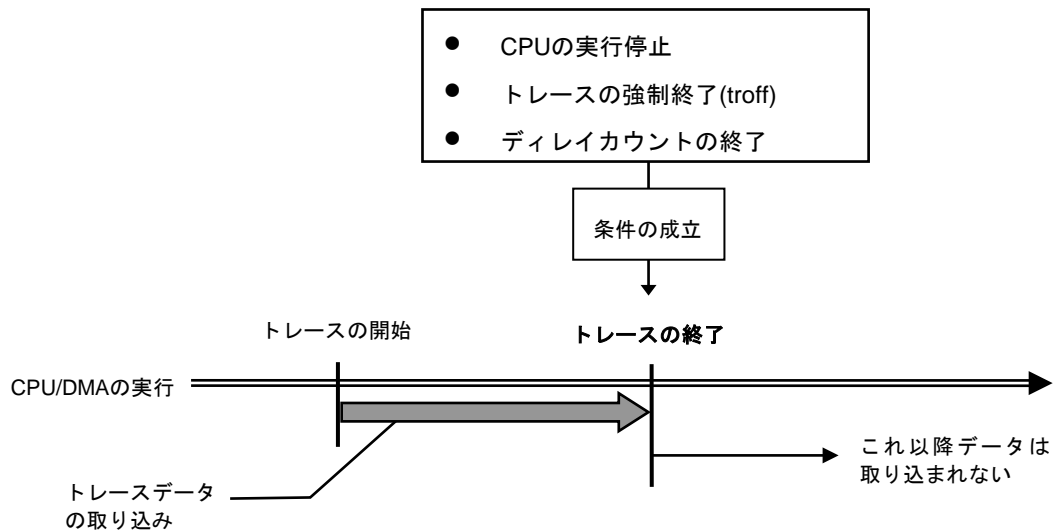 ● CPUの実行停止
● トレースの強制終了(troff)
● ディレイカウントの終了
条件の成立
トレースの開始
トレースの終了
CPU/DMAの実行
これ以降データは
取り込まれない
トレースデータ
の取り込み